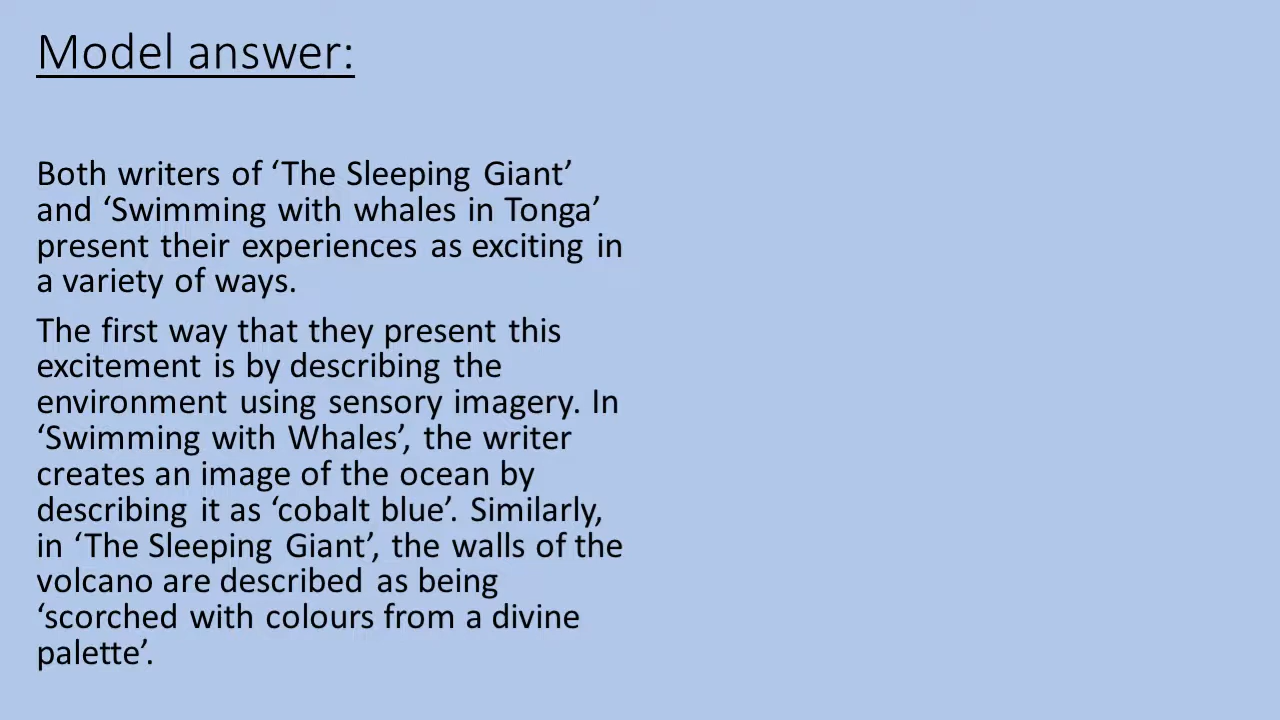 Model answer:
Both writers of ‘The Sleeping Giant’
and ‘Swimming with whales in Tonga’
present their experiences as exciting in
a variety of ways.
The first way that they present this
excitement is by describing the
environment using sensory imagery. In
‘Swimming with Whales’, the writer
creates an image of the ocean by
describing it as ‘cobalt blue’. Similarly,
in ‘The Sleeping Giant’, the walls of the
volcano are described as being
‘scorched with colours from a divine
palette’.